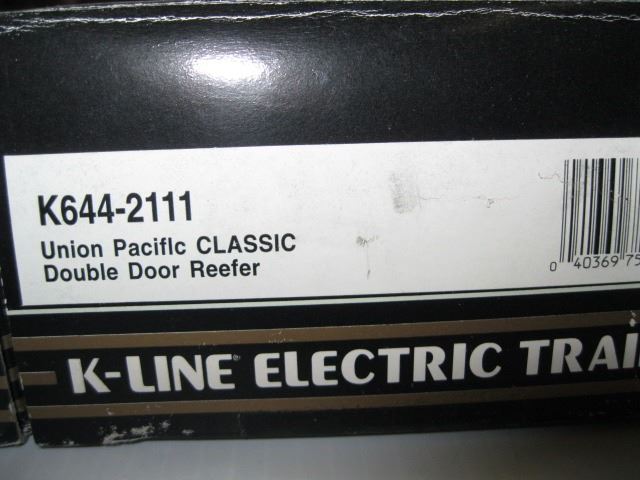 K644-2111
Union Pacific CLASSIC
Double Door Reefer
0 40369 75
K-LINE® ELECTRIC TRAI